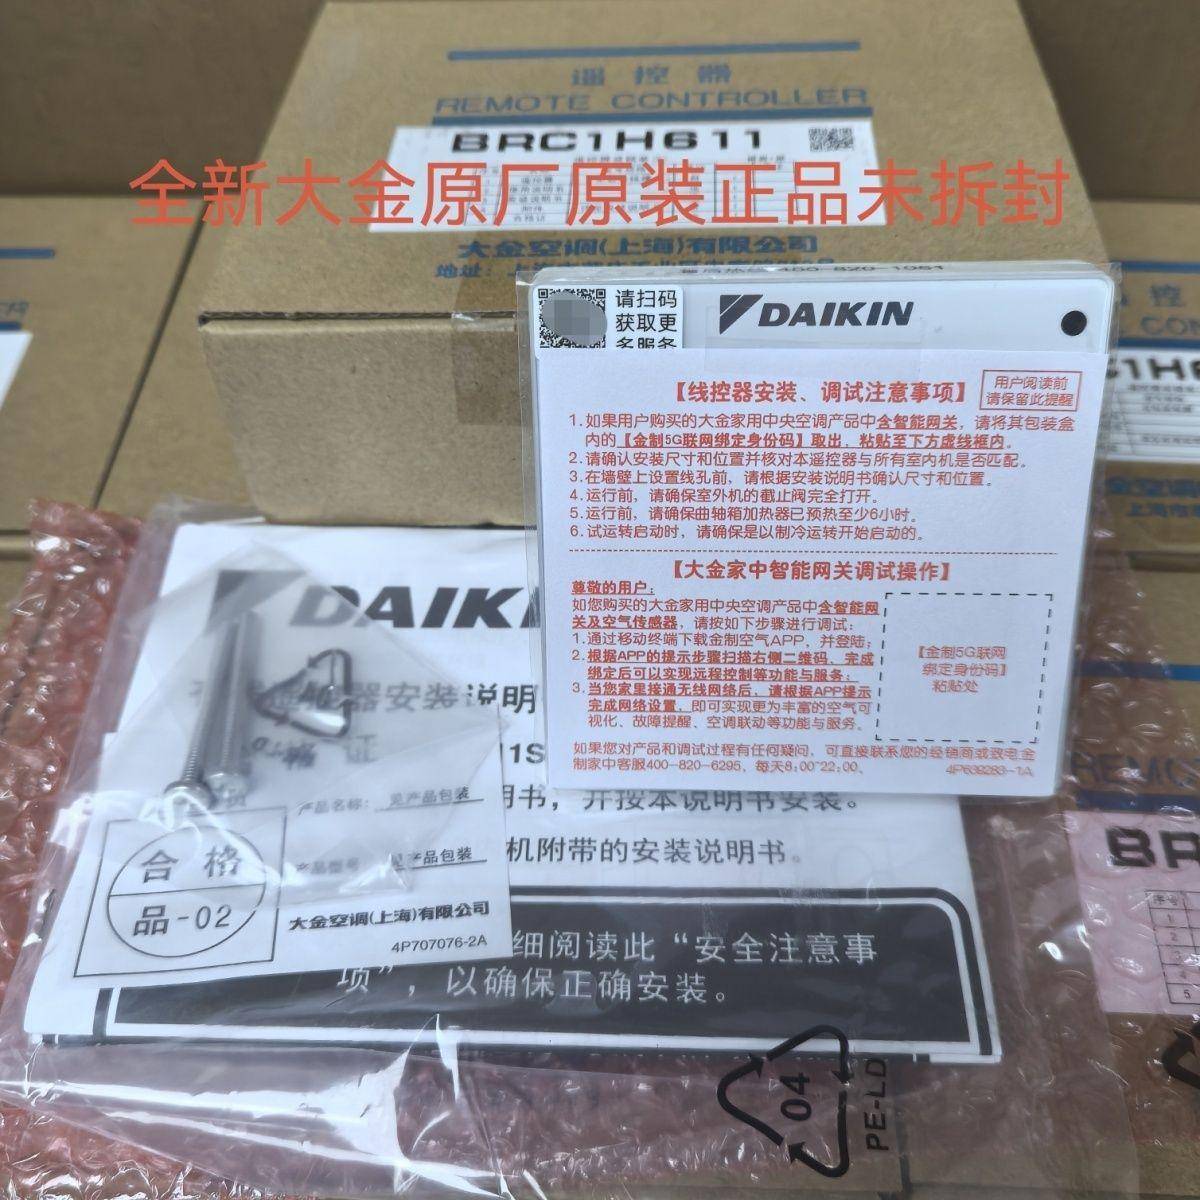 遥控器
REMOTE CONTROLLER
BRC1H611
全新大金原厂原装正品未拆封
大金空调(上海)有限公司
请扫码
获取更
多服务
DAIKIN
【线控器安装、调试注意事项】
用户阅读前
请保留此提醒
1.如果用户购买的大金家用中央空调产品中含智能网关,请将其包装盒
内的【金制5G联网绑定身份码】取出,粘贴至下方虚线框内。
2.请确认安装尺寸和位置并核对本遥控器与所有室内机是否匹配。
3.在墙壁上设置线孔前,请根据安装说明书确认尺寸和位置。
4.运行前,请确保室外机的截止阀完全打开。
5.运行前,请确保曲轴箱加热器已预热至少6小时。
6.试运转启动时,请确保是以制冷运转开始启动的。
【大金家中智能网关调试操作】
尊敬的用户:
如您购买的大金家用中央空调产品中含智能网
关及空气传感器,请按如下步骤进行调试:
1.通过移动终端下载金制空气APP,并登陆;
2.根据APP的提示步骤扫描右侧二维码,完成
绑定后可以实现远程控制等功能与服务;
3.当您家里接通无线网络后,请根据APP提示
完成网络设置,即可实现更为丰富的空气可
视化、故障提醒、空调联动等功能与服务。
【金制5G联网
绑定身份码】
粘贴处
如果您对产品和调试过程有任何疑问,可直接联系您的经销商或致电金
制家中客服400-820-6295,每天8:00~22:00。
4P639283-1A
DAIKI
器安装说明
书,并按本说明书安装。
机附带的安装说明书。
产品名称: 见产品包装
产品型号: 见产品包装
合格
品-02
大金空调(上海)有限公司
4P707076-2A
细阅读此“安全注意事
项”,以确保正确安装。
04
PE-LD
REMO
BR
序号
1
2
3
4
5